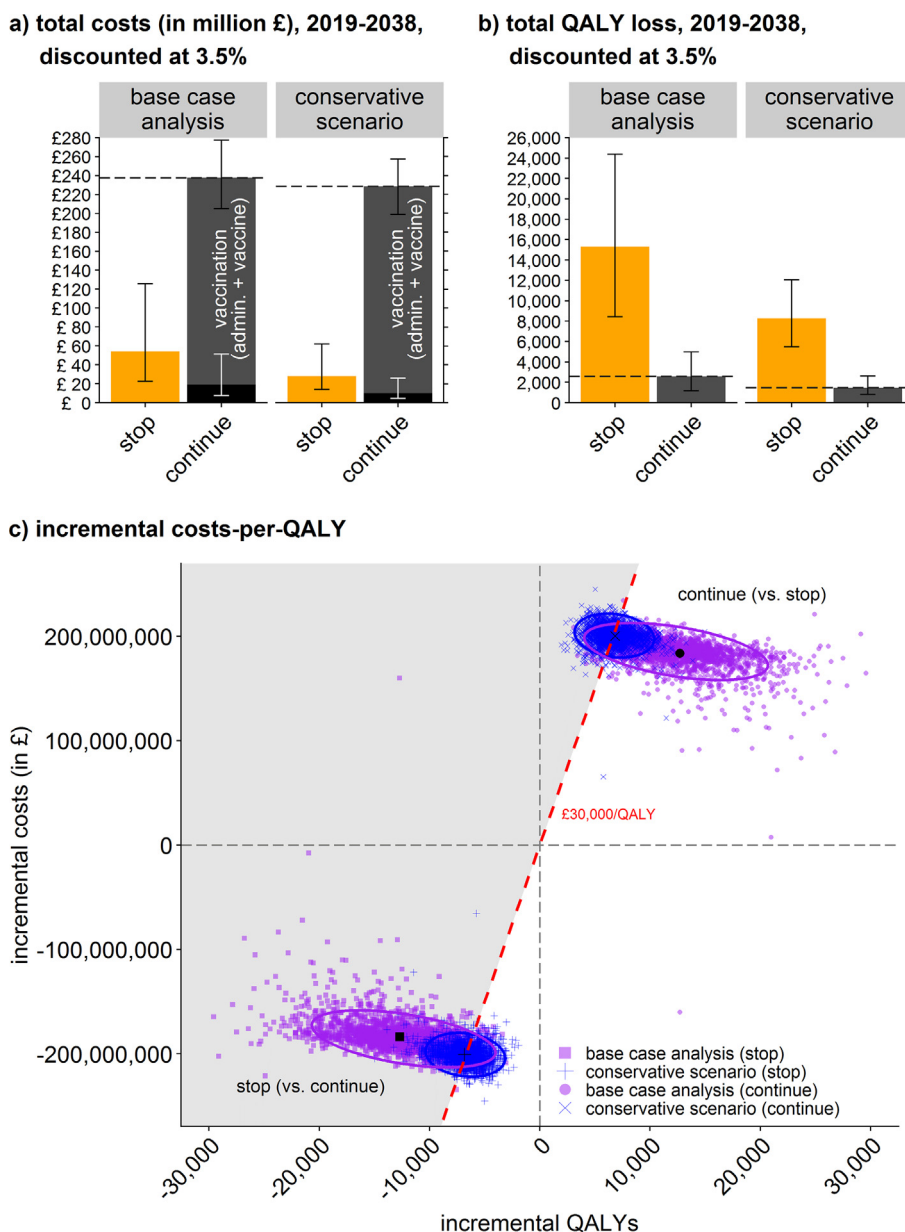 a) total costs (in million £), 2019-2038,
discounted at 3.5%
base case
analysis
conservative
scenario
£280
£260
£240
£220
£200
£180
£160
£140
£120
£100
£ 80
£ 60
£ 40
£ 20
£ 0
vaccination
(admin. + vaccine)
vaccination
(admin. + vaccine)
stop
continue
stop
continue
b) total QALY loss, 2019-2038,
discounted at 3.5%
base case
analysis
conservative
scenario
26,000
24,000
22,000
20,000
18,000
16,000
14,000
12,000
10,000
8,000
6,000
4,000
2,000
0
stop
continue
stop
continue
c) incremental costs-per-QALY
incremental costs (in £)
200,000,000
100,000,000
0
-100,000,000
-200,000,000
continue (vs. stop)
£30,000/QALY
stop (vs. continue)
base case analysis (stop)
conservative scenario (stop)
base case analysis (continue)
conservative scenario (continue)
-30,000
-20,000
-10,000
0
10,000
20,000
30,000
incremental QALYs